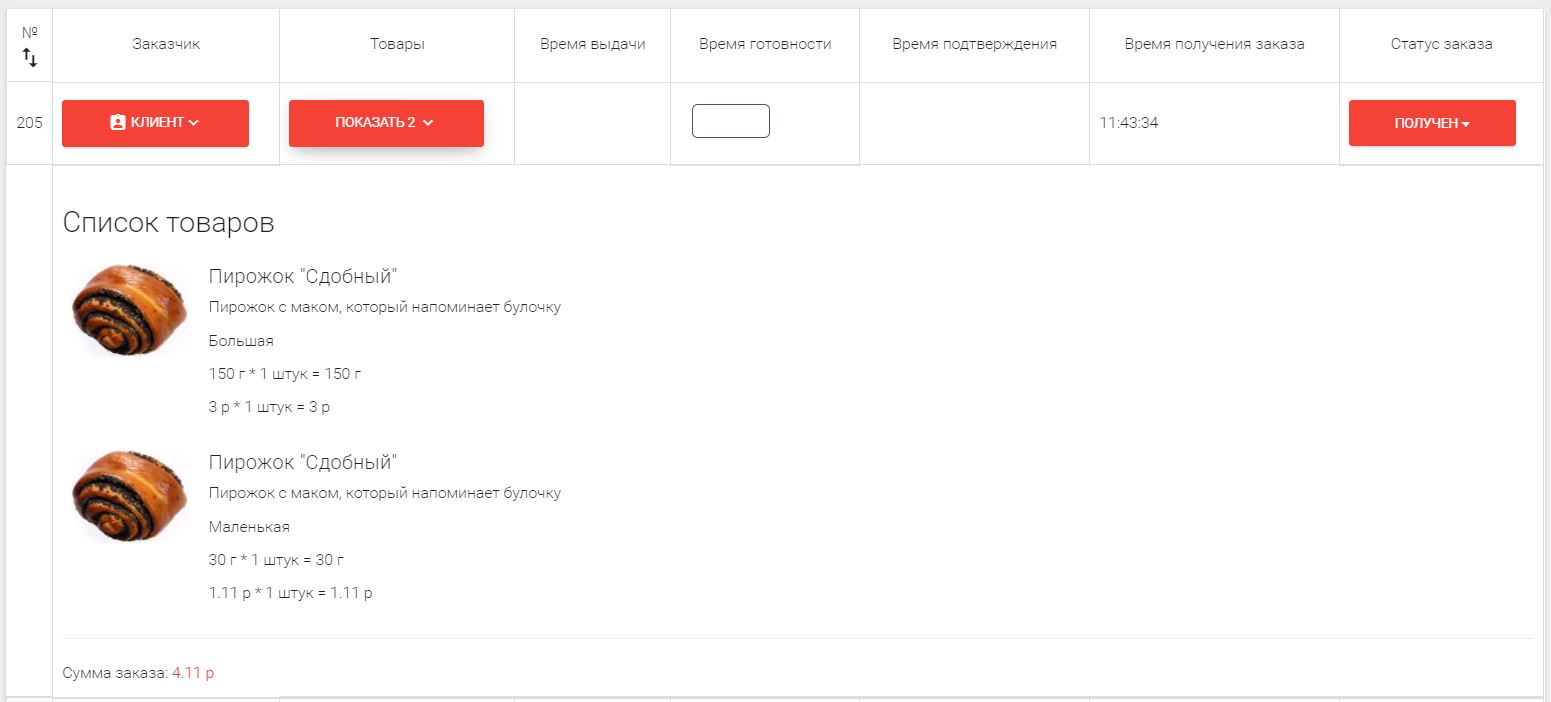 №
Заказчик
Товары
Время выдачи
Время готовности
Время подтверждения
Время получения заказа
Статус заказа
205
КЛИЕНТ
ПОКАЗАТЬ 2
11:43:34
ПОЛУЧЕН
Список товаров
Пирожок "Сдобный"
Пирожок с маком, который напоминает булочку
Большая
150 г * 1 штук = 150 г
3 р * 1 штук = 3 р
Пирожок "Сдобный"
Пирожок с маком, который напоминает булочку
Маленькая
30 г * 1 штук = 30 г
1.11 р * 1 штук = 1.11 р
Сумма заказа: 4.11 р